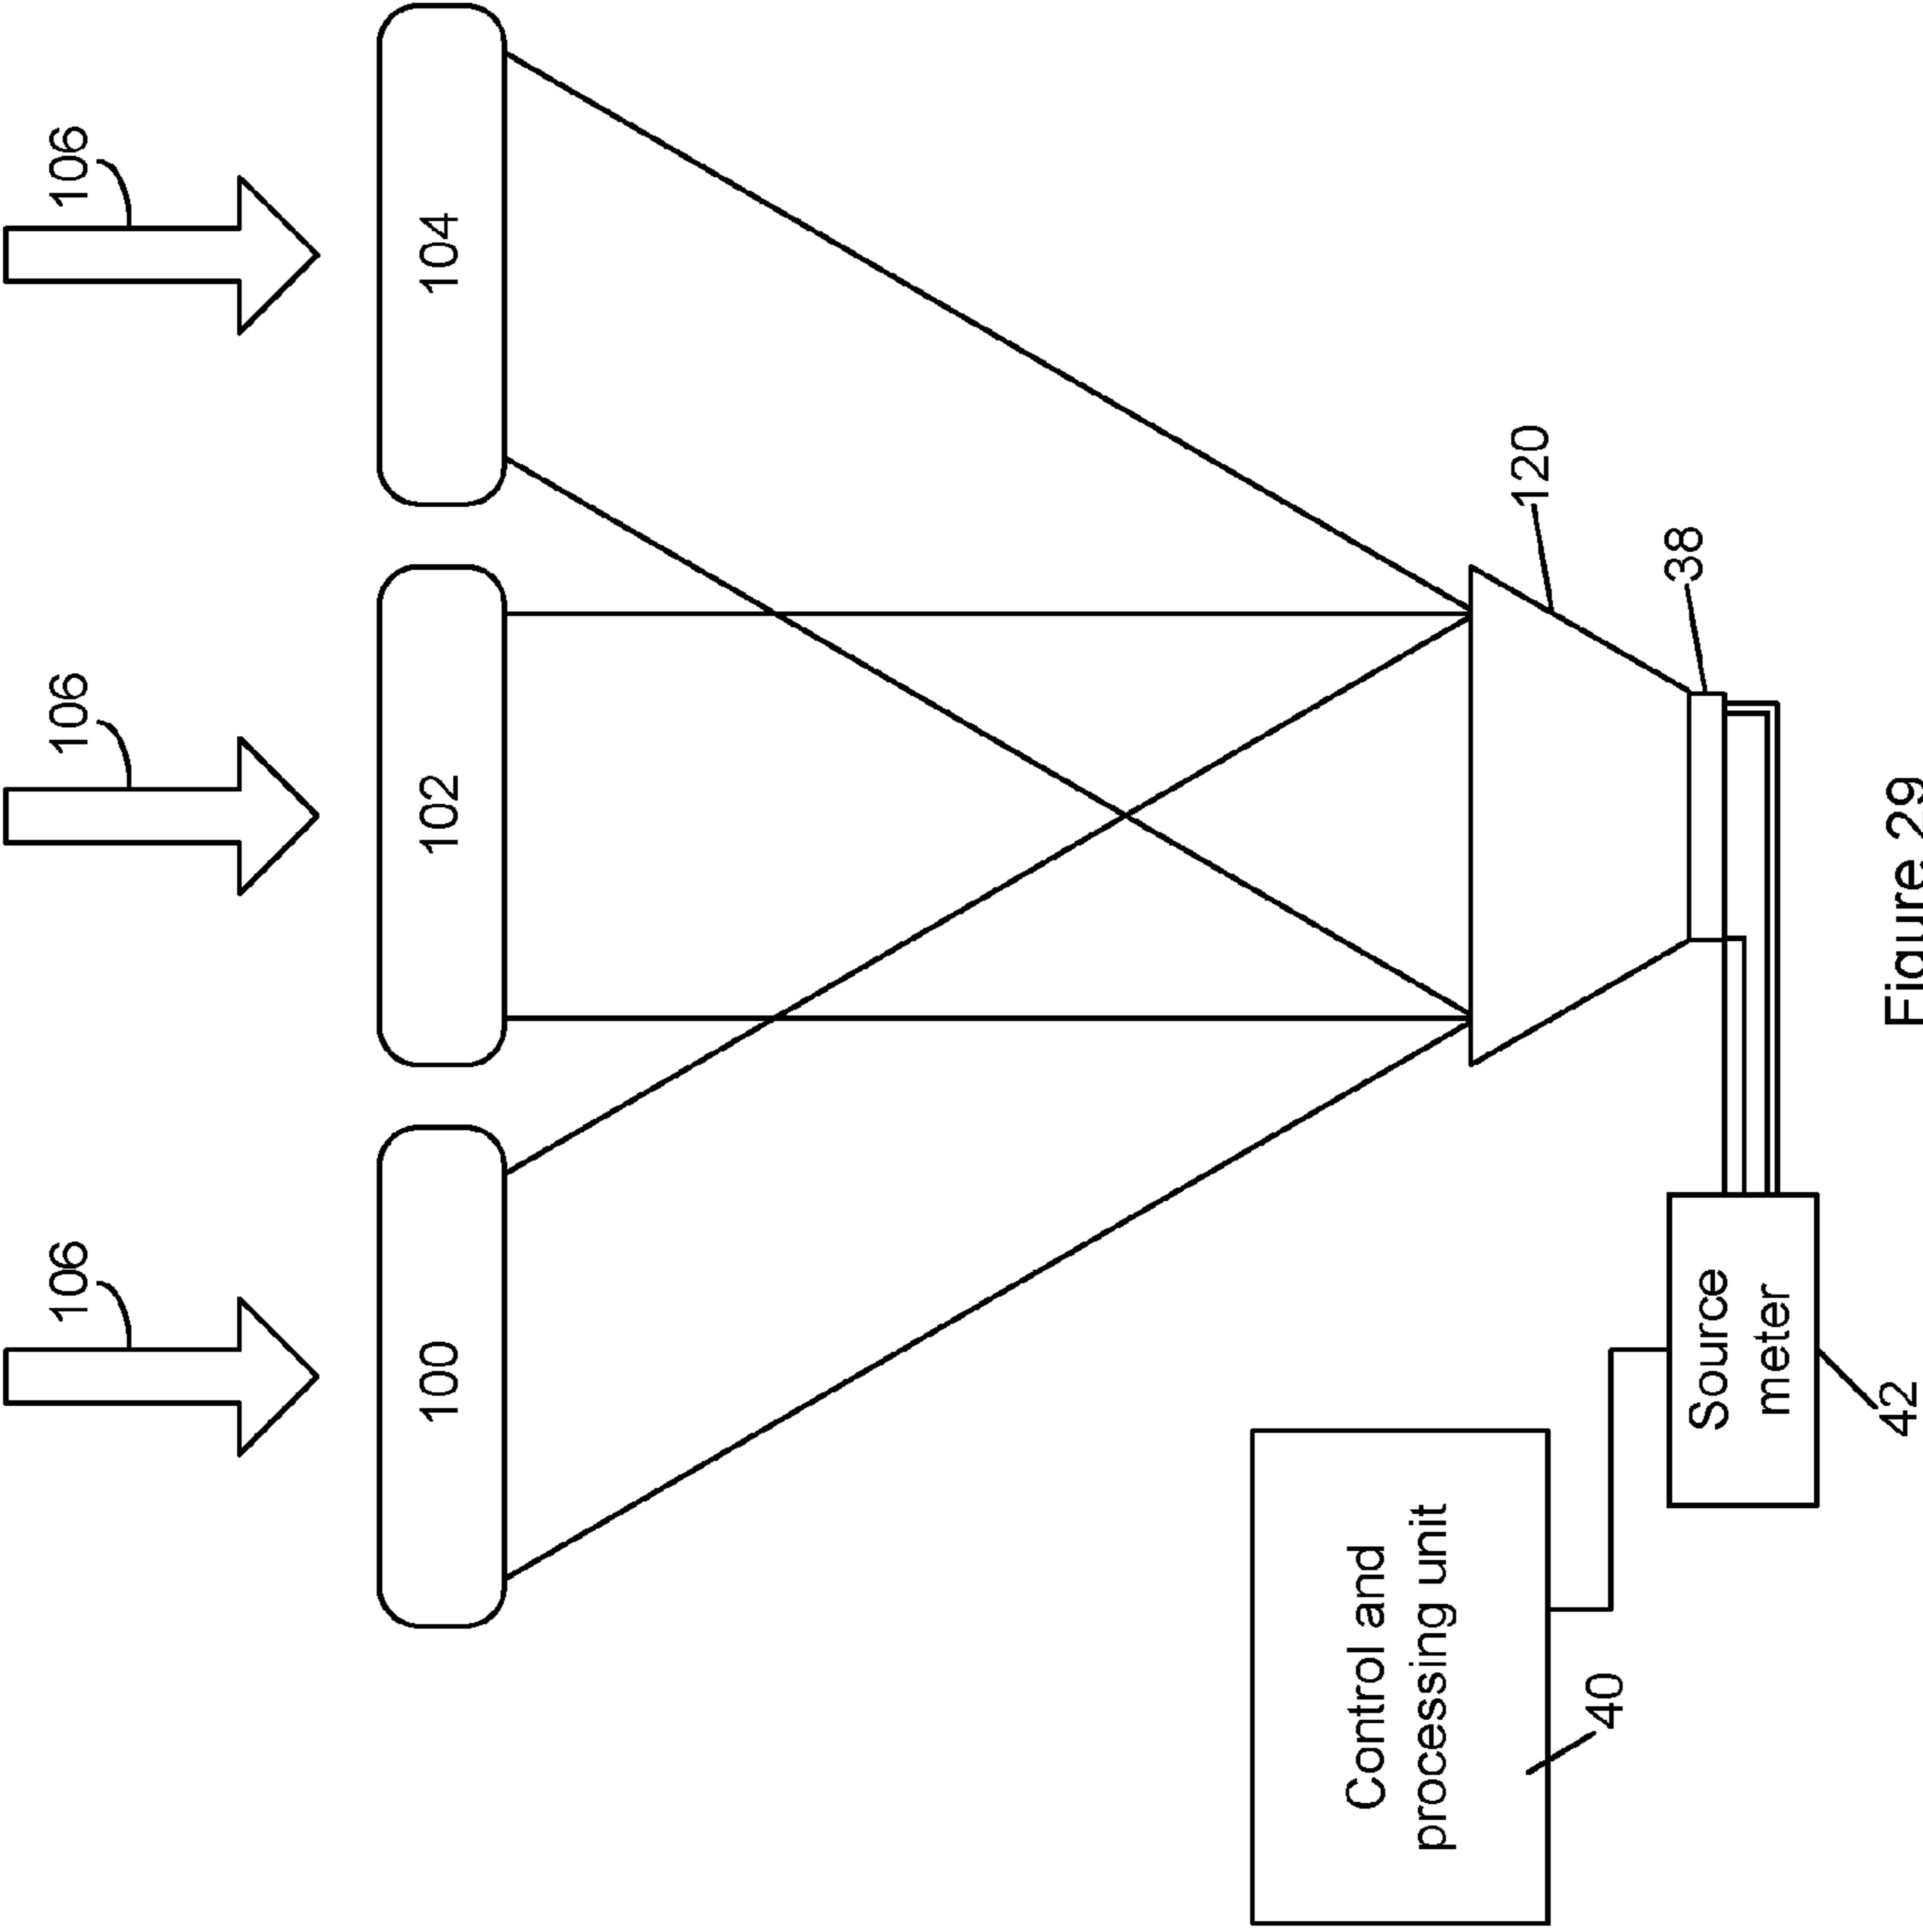 106
106
106
100
102
104
120
38
Control and
processing unit
40
Source
meter
42
Figure 29